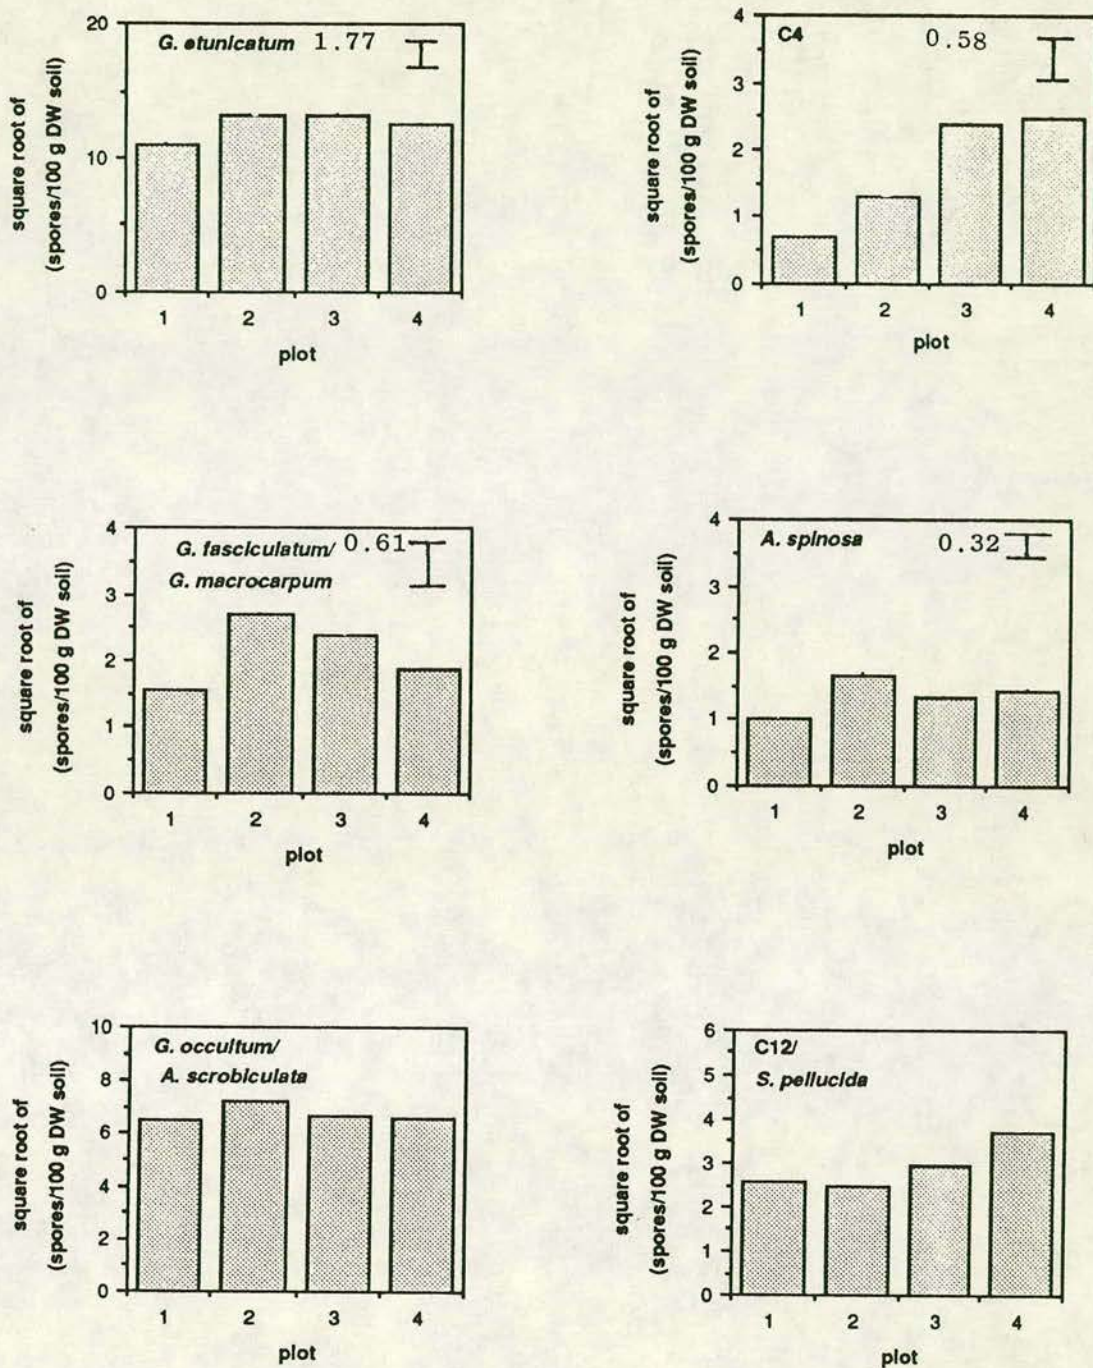 square root of
(spores/100 g DW soil)
20
10
0
G. etunicatum 1.77
1 2 3 4
plot
square root of
(spores/100 g DW soil)
4
3
2
1
0
C4 0.58
1 2 3 4
plot
square root of
(spores/100 g DW soil)
4
3
2
1
0
G. fasciculatum/ 0.61
G. macrocarpum
1 2 3 4
plot
square root of
(spores/100 g DW soil)
4
3
2
1
0
A. spinosa 0.32
1 2 3 4
plot
square root of
(spores/100 g DW soil)
10
8
6
4
2
0
G. occultum/
A. scrobiculata
1 2 3 4
plot
square root of
(spores/100 g DW soil)
6
5
4
3
2
1
0
C12/
S. pellucida
1 2 3 4
plot